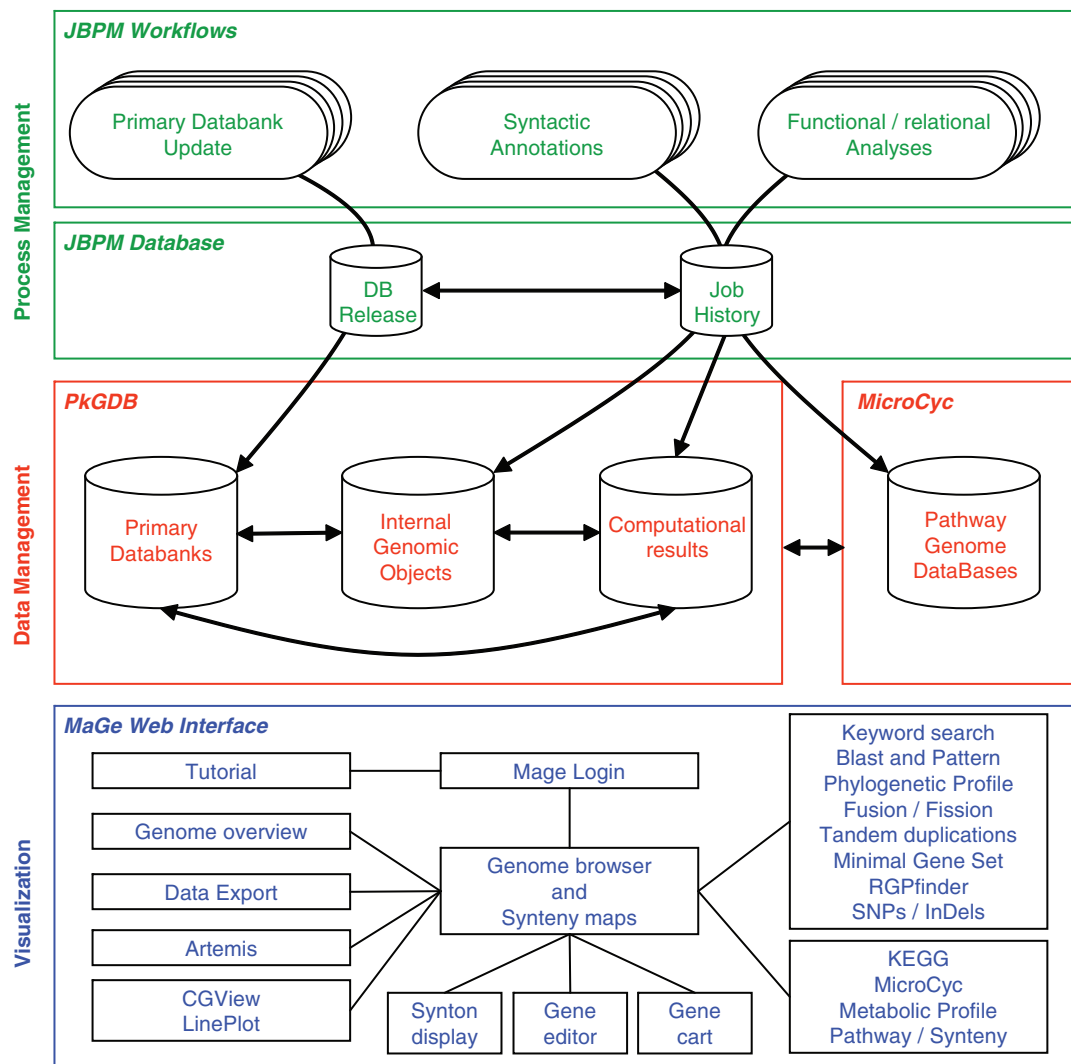 Process Management
JBPM Workflows
Primary Databank
Update
Syntactic
Annotations
Functional / relational
Analyses
JBPM Database
DB
Release
Job
History
Data Management
PkGDB
Primary
Databanks
Internal
Genomic
Objects
Computational
results
MicroCyc
Pathway
Genome
DataBases
Visualization
MaGe Web Interface
Tutorial
Mage Login
Genome overview
Data Export
Artemis
CGView
LinePlot
Genome browser
and
Synteny maps
Synton
display
Gene
editor
Gene
cart
Keyword search
Blast and Pattern
Phylogenetic Profile
Fusion / Fission
Tandem duplications
Minimal Gene Set
RGPfinder
SNPs / InDels
KEGG
MicroCyc
Metabolic Profile
Pathway / Synteny